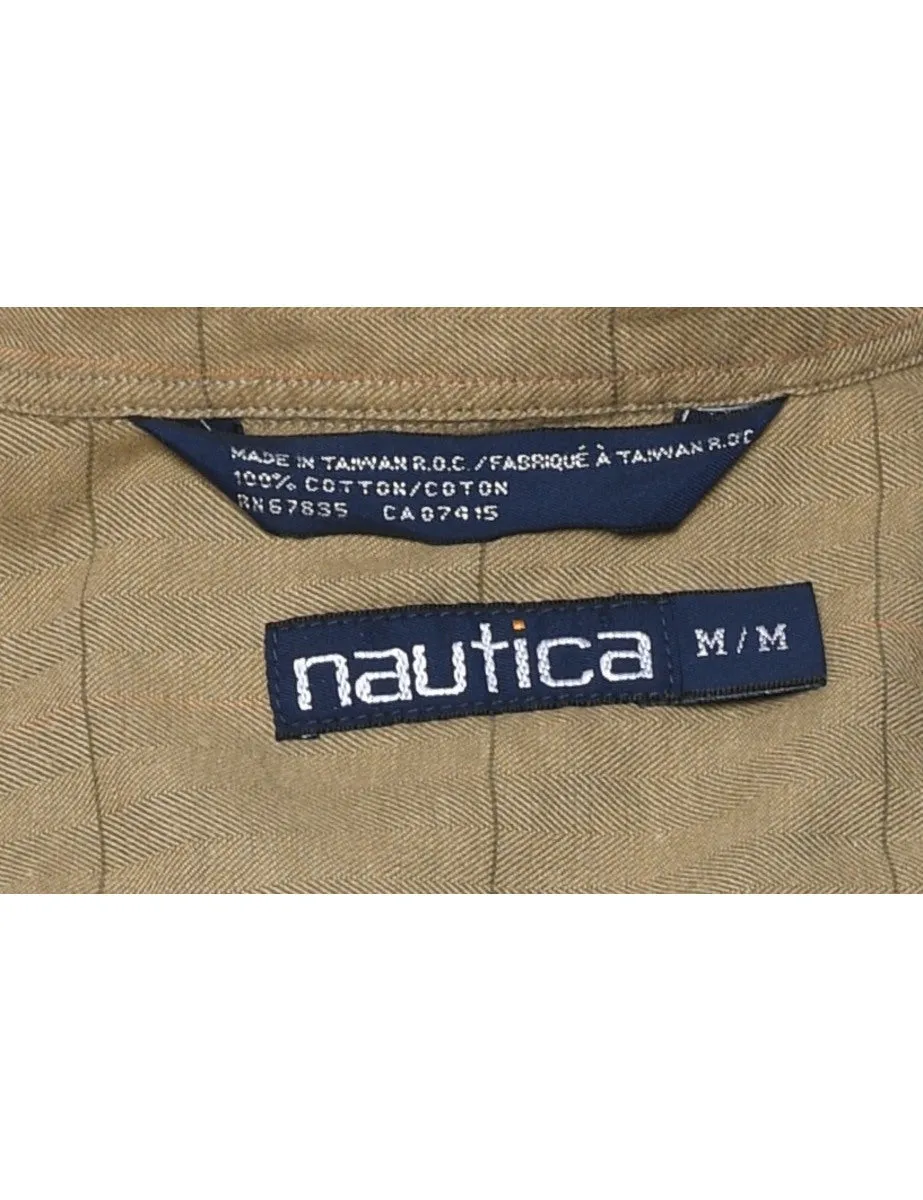 MADE IN TAIWAN R.O.C./FABRIQUÉ À TAIWAN R.O.C
100% COTTON/COTON
RN67835 CA07415
nautica M/M